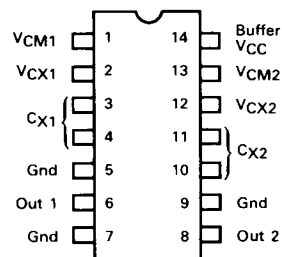 VCM1 1 14 Buffer VCC
VCX1 2 13 VCM2
CX1 3 12 VCX2
4 11 CX2
Gnd 5 10
Out 1 6 9 Gnd
Gnd 7 8 Out 2